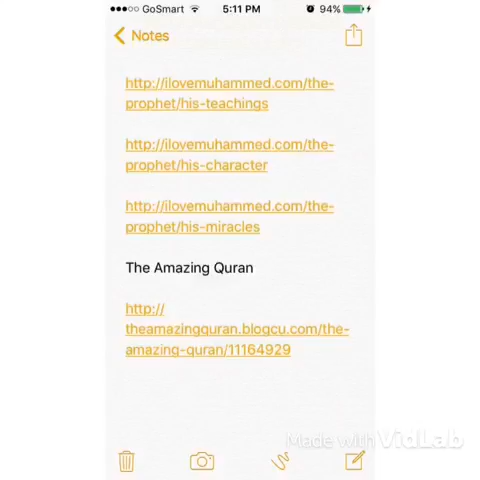 GoSmart 5:11 PM 94%
Notes
http://ilovemuhammed.com/the-
prophet/his-teachings
http://ilovemuhammed.com/the-
prophet/his-character
http://ilovemuhammed.com/the-
prophet/his-miracles
The Amazing Quran
http://
theamazingquran.blogcu.com/the-
amazing-quran/11164929
Made with VidLab